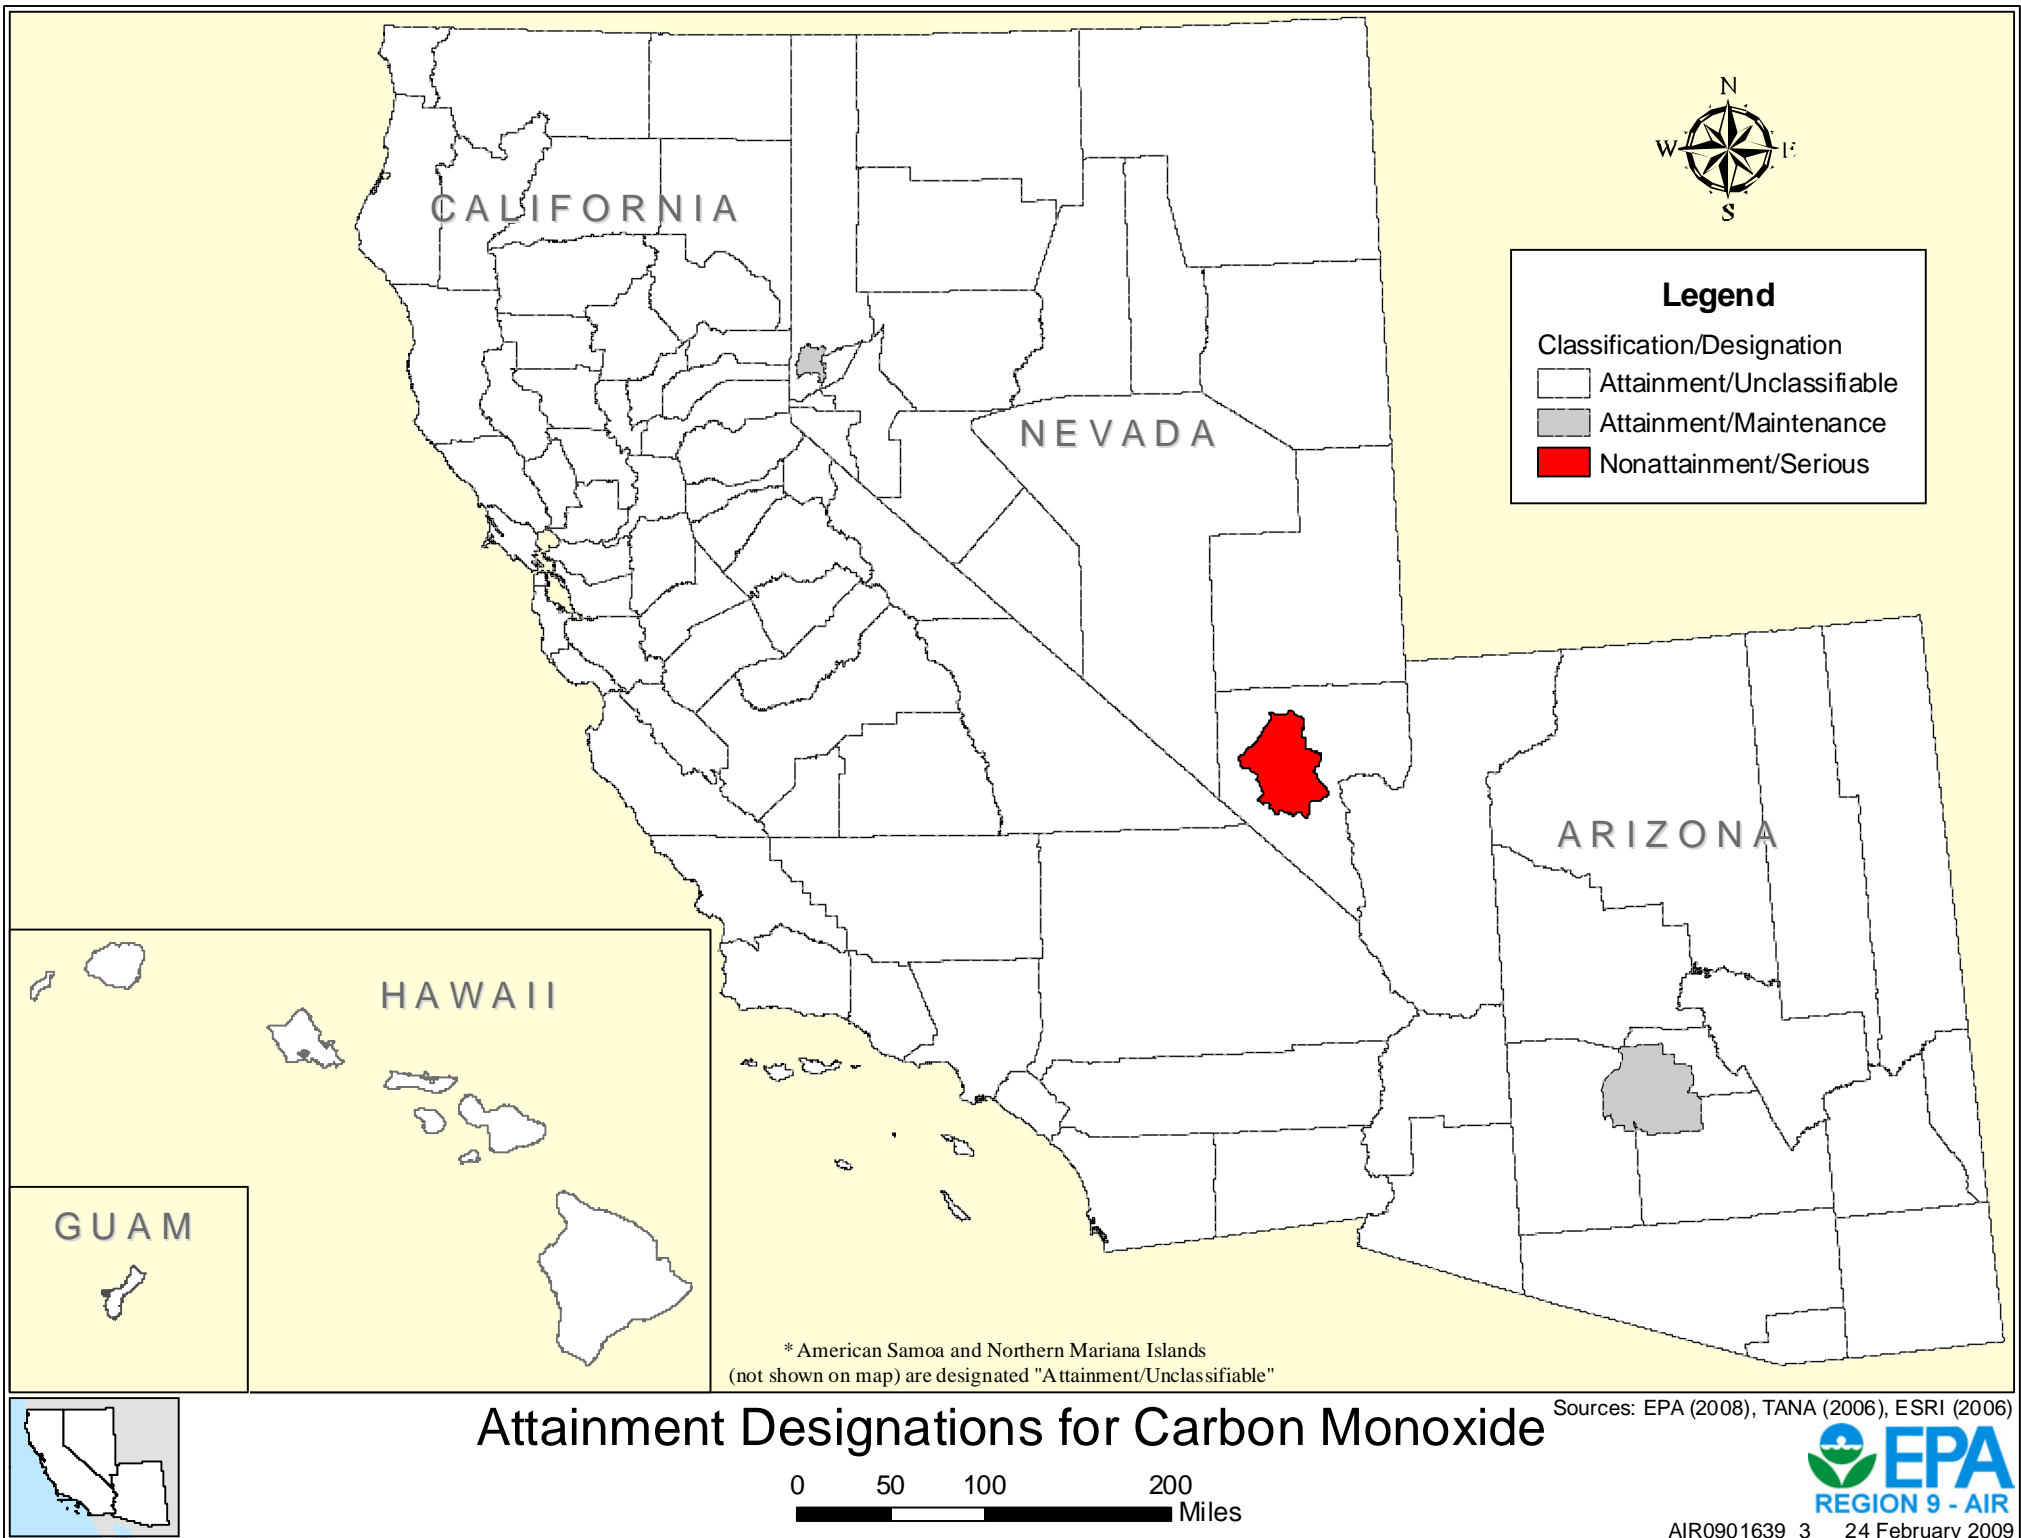 N
W E
S
CALIFORNIA
Legend
Classification/Designation
Attainment/Unclassifiable
Attainment/Maintenance
Nonattainment/Serious
NEVADA
ARIZONA
HAWAII
GUAM
* American Samoa and Northern Mariana Islands
(not shown on map) are designated "Attainment/Unclassifiable"
Attainment Designations for Carbon Monoxide
Sources: EPA (2008), TANA (2006), ESRI (2006)
0 50 100 200
Miles
EPA
REGION 9 - AIR
AIR0901639_3 24 February 2009